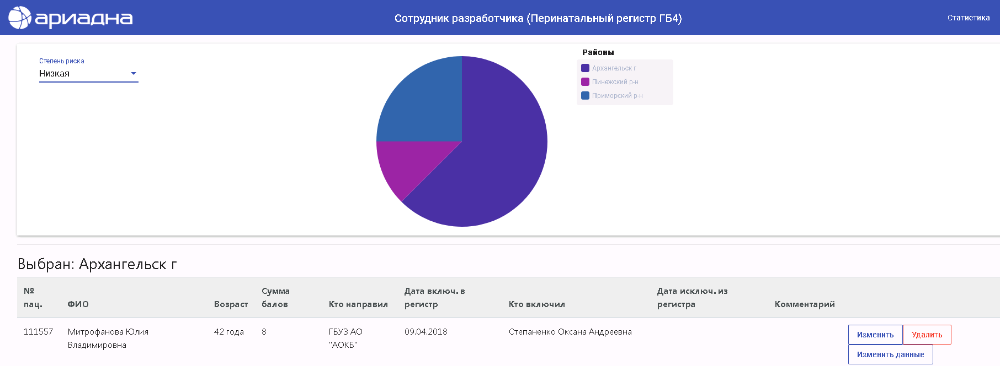 ариадна
Сотрудник разработчика (Перинатальный регистр ГБ4)
Статистика
Степень риска
Низкая
Районы
Архангельск г
Пинежский р-н
Приморский р-н
Выбран: Архангельск г
№ пац.
ФИО
Возраст
Сумма балов
Кто направил
Дата включ. в регистр
Кто включил
Дата исключ. из регистра
Комментарий
111557
Митрофанова Юлия
Владимировна
42 года
8
ГБУЗ АО
"АОКБ"
09.04.2018
Степаненко Оксана Андреевна
Изменить
Удалить
Изменить данные